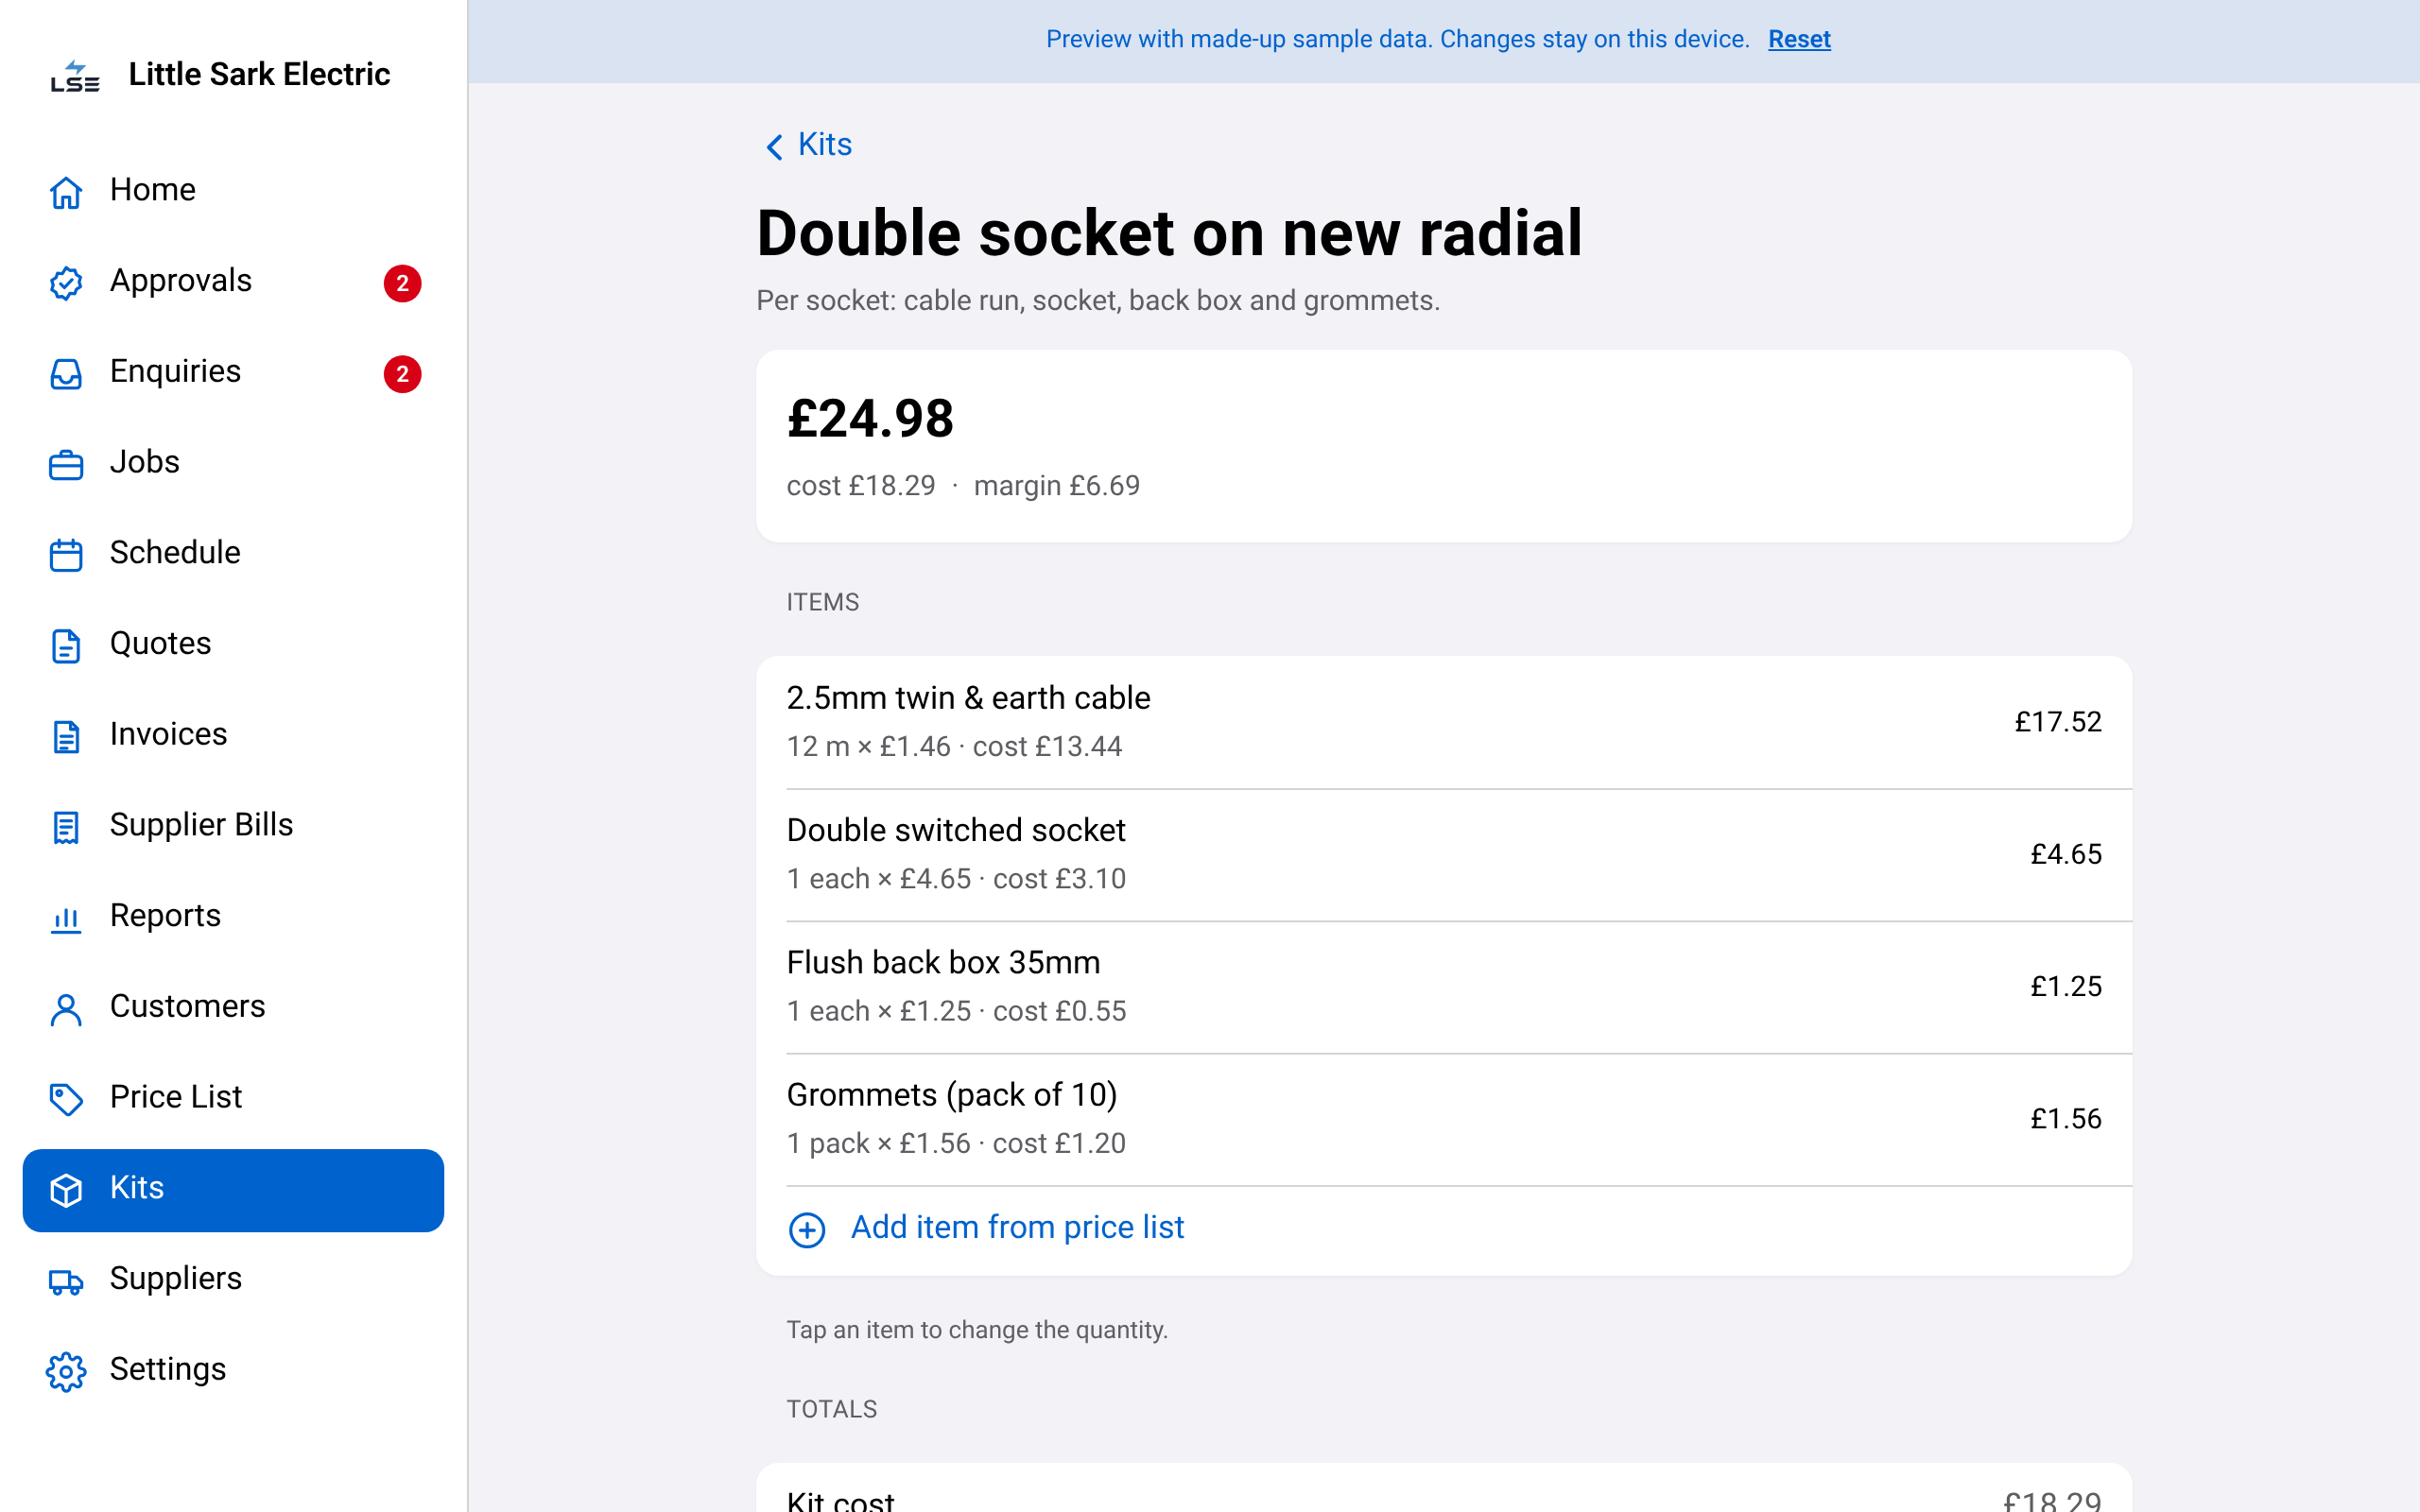 Preview with made-up sample data. Changes stay on this device. Reset
LSE Little Sark Electric
Home
Approvals 2
Enquiries 2
Jobs
Schedule
Quotes
Invoices
Supplier Bills
Reports
Customers
Price List
Kits
Suppliers
Settings
Kits
Double socket on new radial
Per socket: cable run, socket, back box and grommets.
£24.98
cost £18.29 · margin £6.69
ITEMS
2.5mm twin & earth cable
12 m × £1.46 · cost £13.44
£17.52
Double switched socket
1 each × £4.65 · cost £3.10
£4.65
Flush back box 35mm
1 each × £1.25 · cost £0.55
£1.25
Grommets (pack of 10)
1 pack × £1.56 · cost £1.20
£1.56
Add item from price list
Tap an item to change the quantity.
TOTALS
Kit cost £18.29